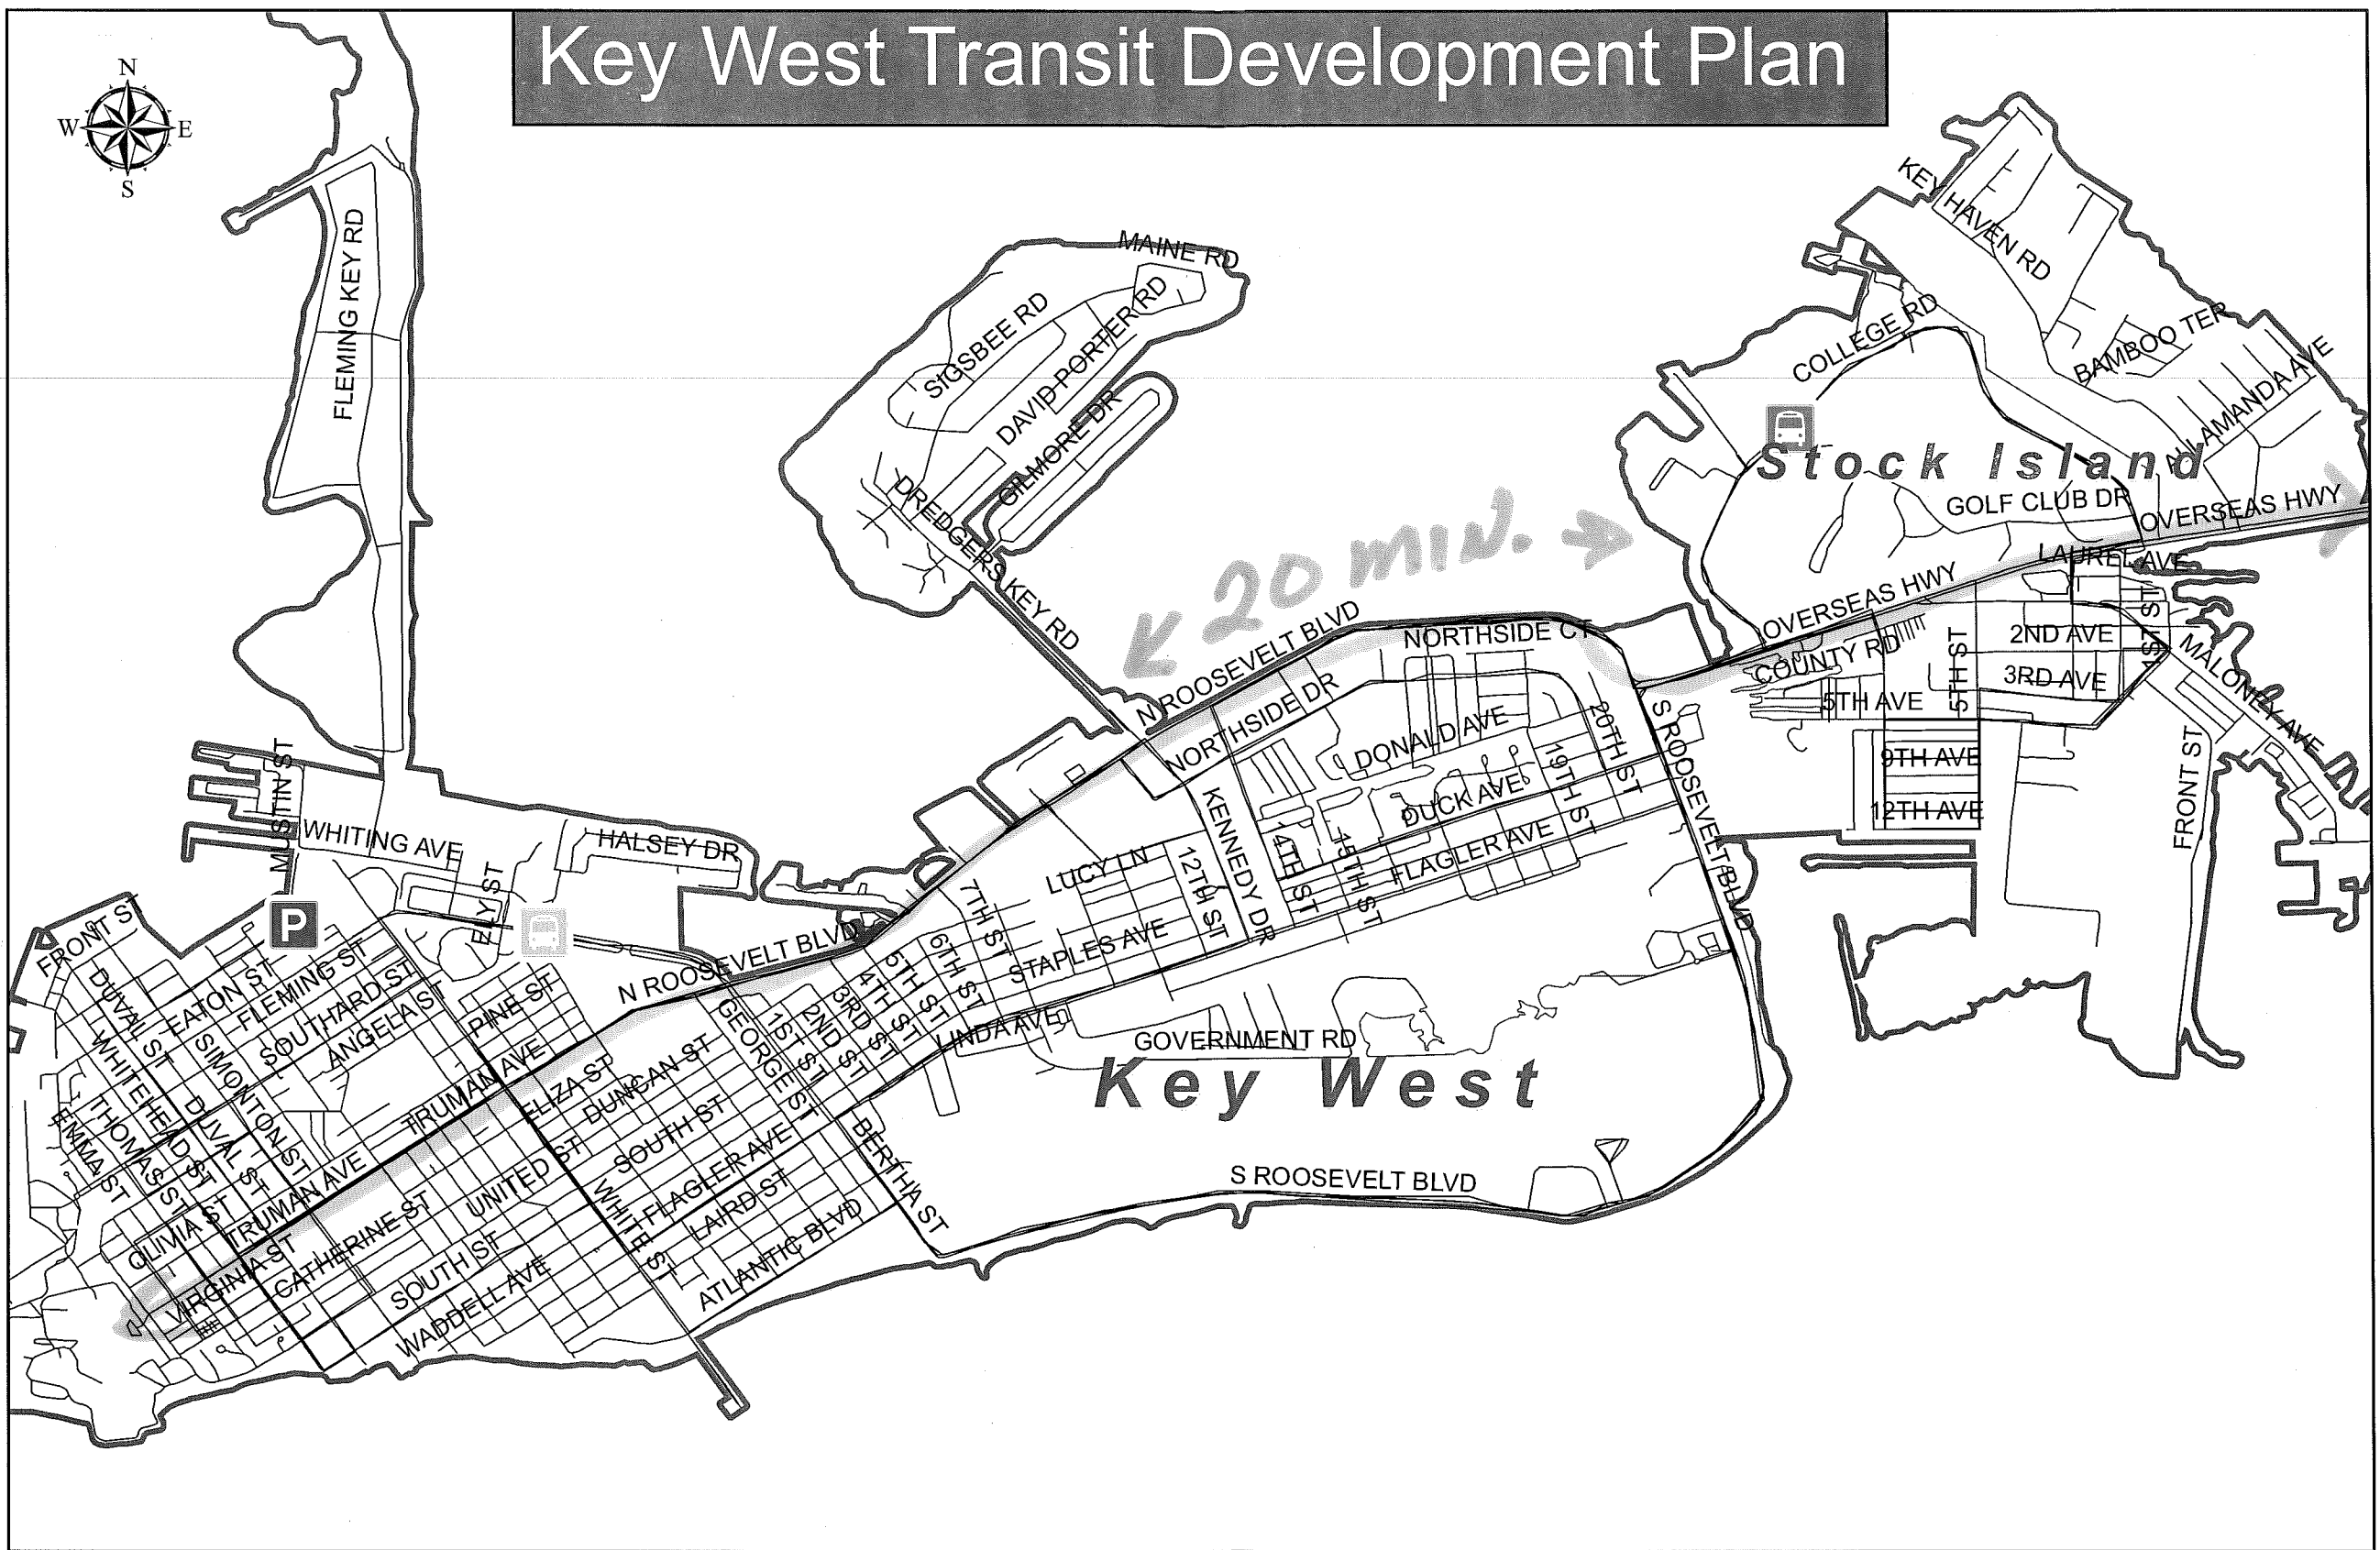 Key West Transit Development Plan
N
W
E
S
FLEMING KEY RD
MAINE RD
SIGSBEE RD
DAVID PORTER RD
GILMORE DR
DREDGERS KEY RD
KEY HAVEN RD
COLLEGE RD
BAMBOO TER
ALLAMANDA AVE
Stock Island
GOLF CLUB DR
OVERSEAS HWY
LAUREL AVE
20 MIN.
OVERSEAS HWY
COUNTY RD
5TH ST
2ND AVE
1ST ST
3RD AVE
5TH AVE
MALONEY AVE
9TH AVE
12TH AVE
FRONT ST
N ROOSEVELT BLVD
NORTHSIDE CT
NORTHSIDE DR
DONALD AVE
20TH ST
19TH ST
DUCK AVE
S ROOSEVELT BLVD
KENNEDY DR
14TH ST
15TH ST
FLAGLER AVE
LUCY LN
12TH ST
7TH ST
STAPLES AVE
MUSTIN ST
WHITING AVE
HALSEY DR
ELY ST
P
FRONT ST
DUVAL ST
EATON ST
FLEMING ST
SOUTHARD ST
ANGELA ST
PINE ST
N ROOSEVELT BLVD
6TH ST
5TH ST
4TH ST
3RD ST
2ND ST
1ST ST
GEORGE ST
LINDA AVE
GOVERNMENT RD
Key West
WHITEHEAD ST
SIMONTON ST
DUVAL ST
THOMAS ST
EMMA ST
TRUMAN AVE
ELIZA ST
DUNCAN ST
SOUTH ST
FLAGLER AVE
BERTHA ST
UNITED ST
WHITE ST
LAIRD ST
ATLANTIC BLVD
S ROOSEVELT BLVD
OLIVIA ST
TRUMAN AVE
VIRGINIA ST
CATHERINE ST
SOUTH ST
WADDELL AVE